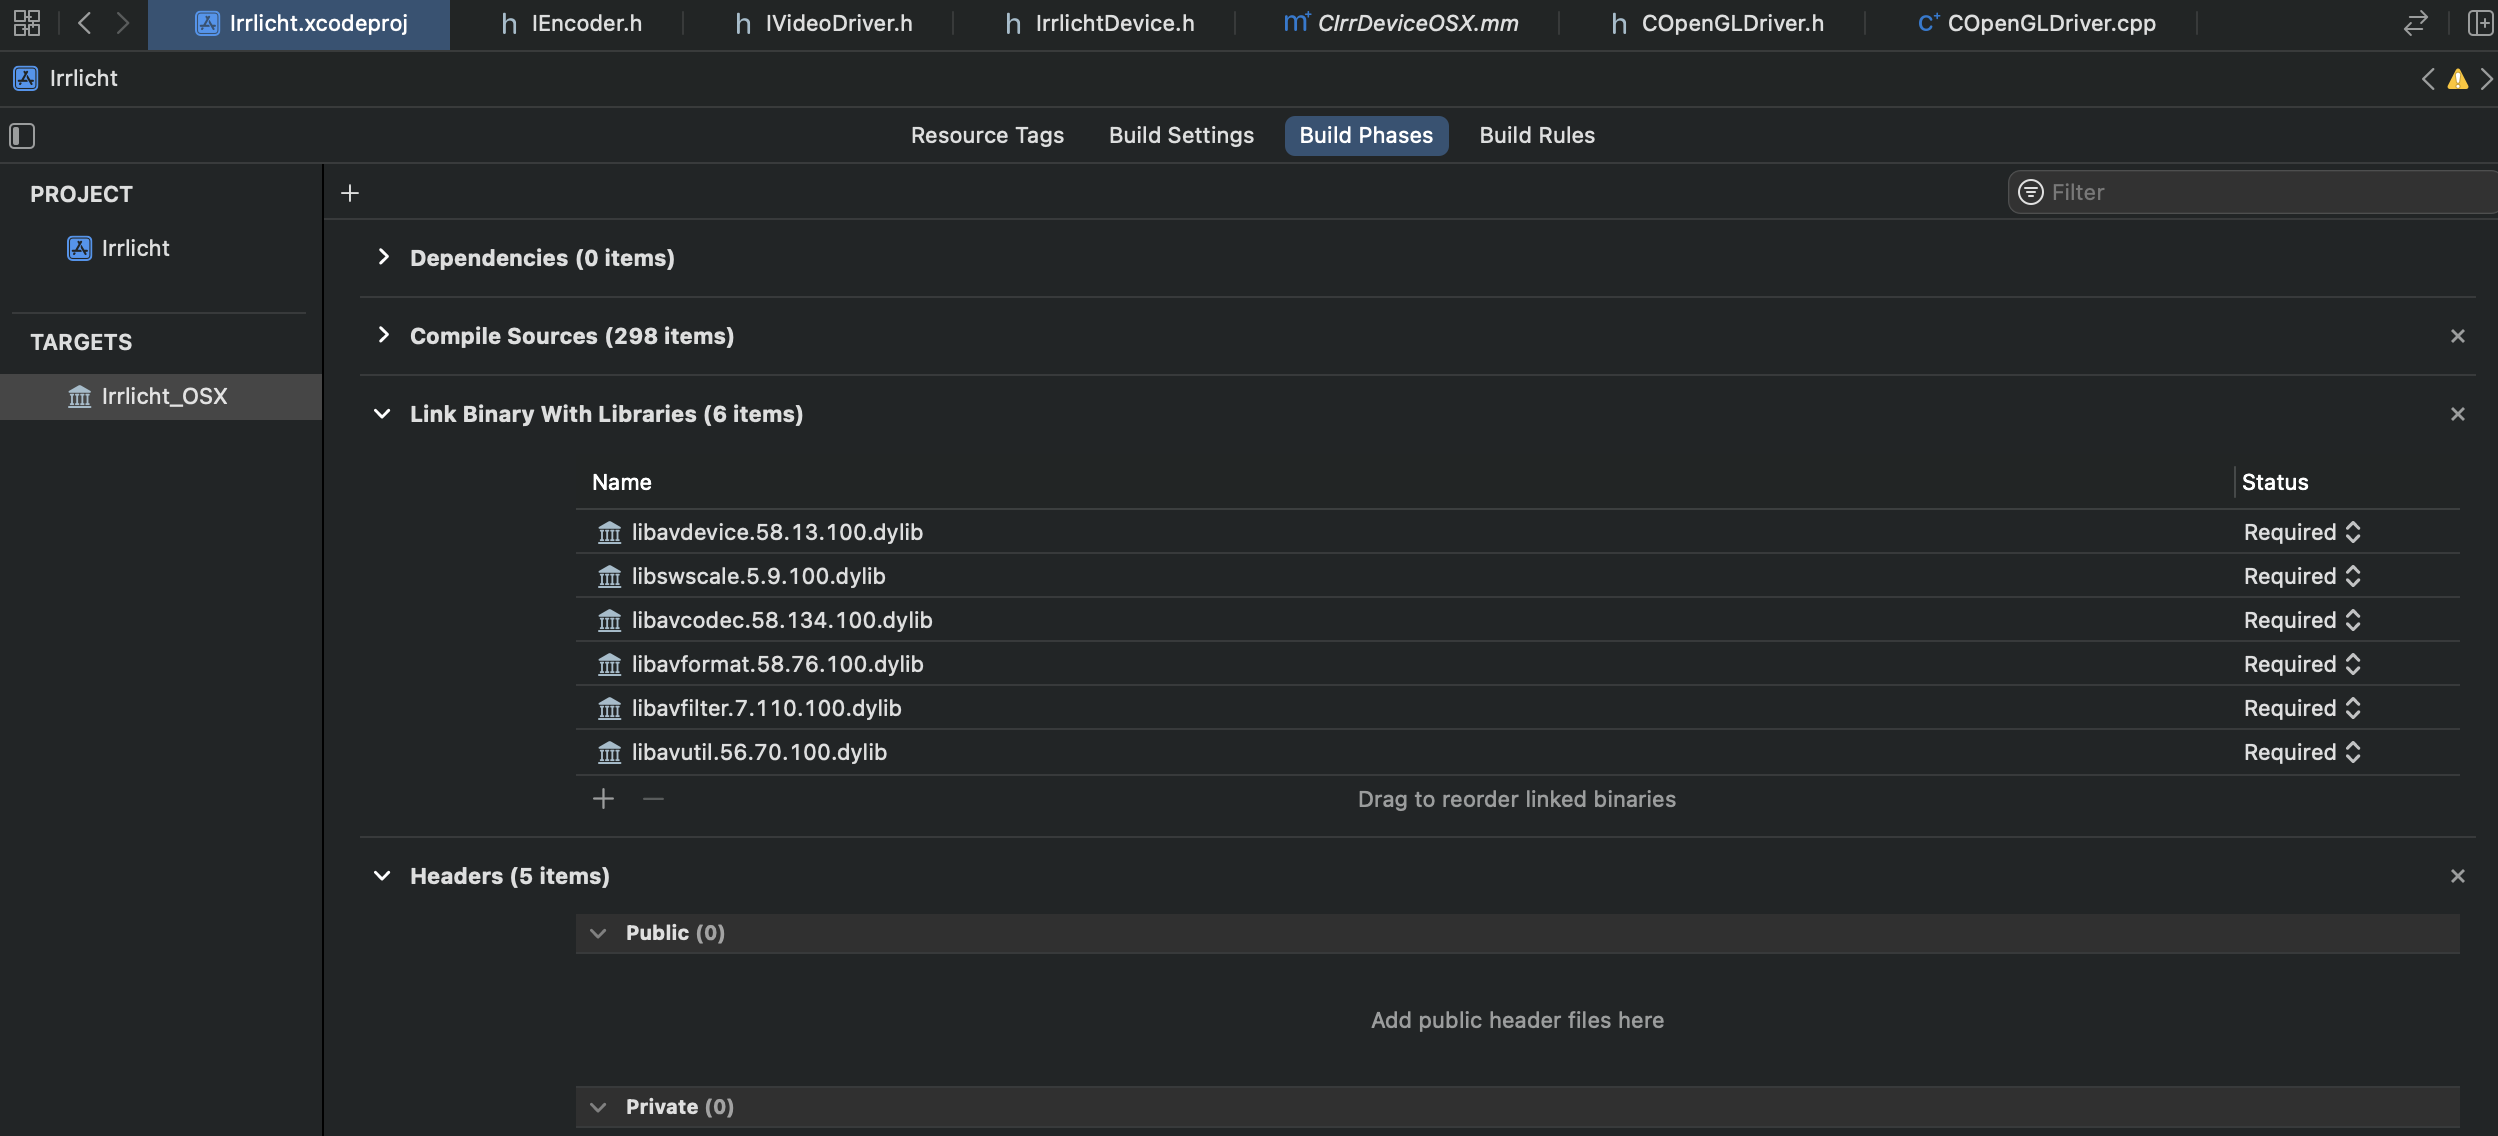 Irrlicht.xcodeproj
h IEncoder.h
h IVideoDriver.h
h IrrlichtDevice.h
m+ CIrrDeviceOSX.mm
h COpenGLDriver.h
C+ COpenGLDriver.cpp
Irrlicht
Resource Tags
Build Settings
Build Phases
Build Rules
PROJECT
Irrlicht
TARGETS
Irrlicht_OSX
Filter
Dependencies (0 items)
Compile Sources (298 items)
Link Binary With Libraries (6 items)
Name Status
libavdevice.58.13.100.dylib Required
libswscale.5.9.100.dylib Required
libavcodec.58.134.100.dylib Required
libavformat.58.76.100.dylib Required
libavfilter.7.110.100.dylib Required
libavutil.56.70.100.dylib Required
Drag to reorder linked binaries
Headers (5 items)
Public (0)
Add public header files here
Private (0)